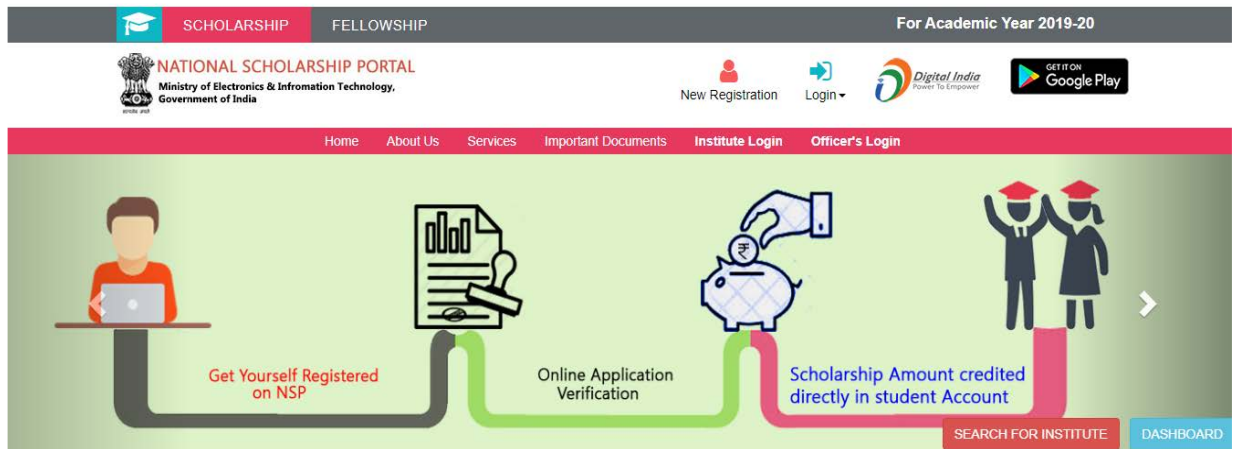 SCHOLARSHIP FELLOWSHIP For Academic Year 2019-20
NATIONAL SCHOLARSHIP PORTAL
Ministry of Electronics & Infromation Technology,
Government of India
New Registration
Login
Digital India
Power To Empower
GET IT ON
Google Play
Home About Us Services Important Documents Institute Login Officer's Login
₹
Get Yourself Registered
on NSP
Online Application
Verification
Scholarship Amount credited
directly in student Account
SEARCH FOR INSTITUTE DASHBOARD